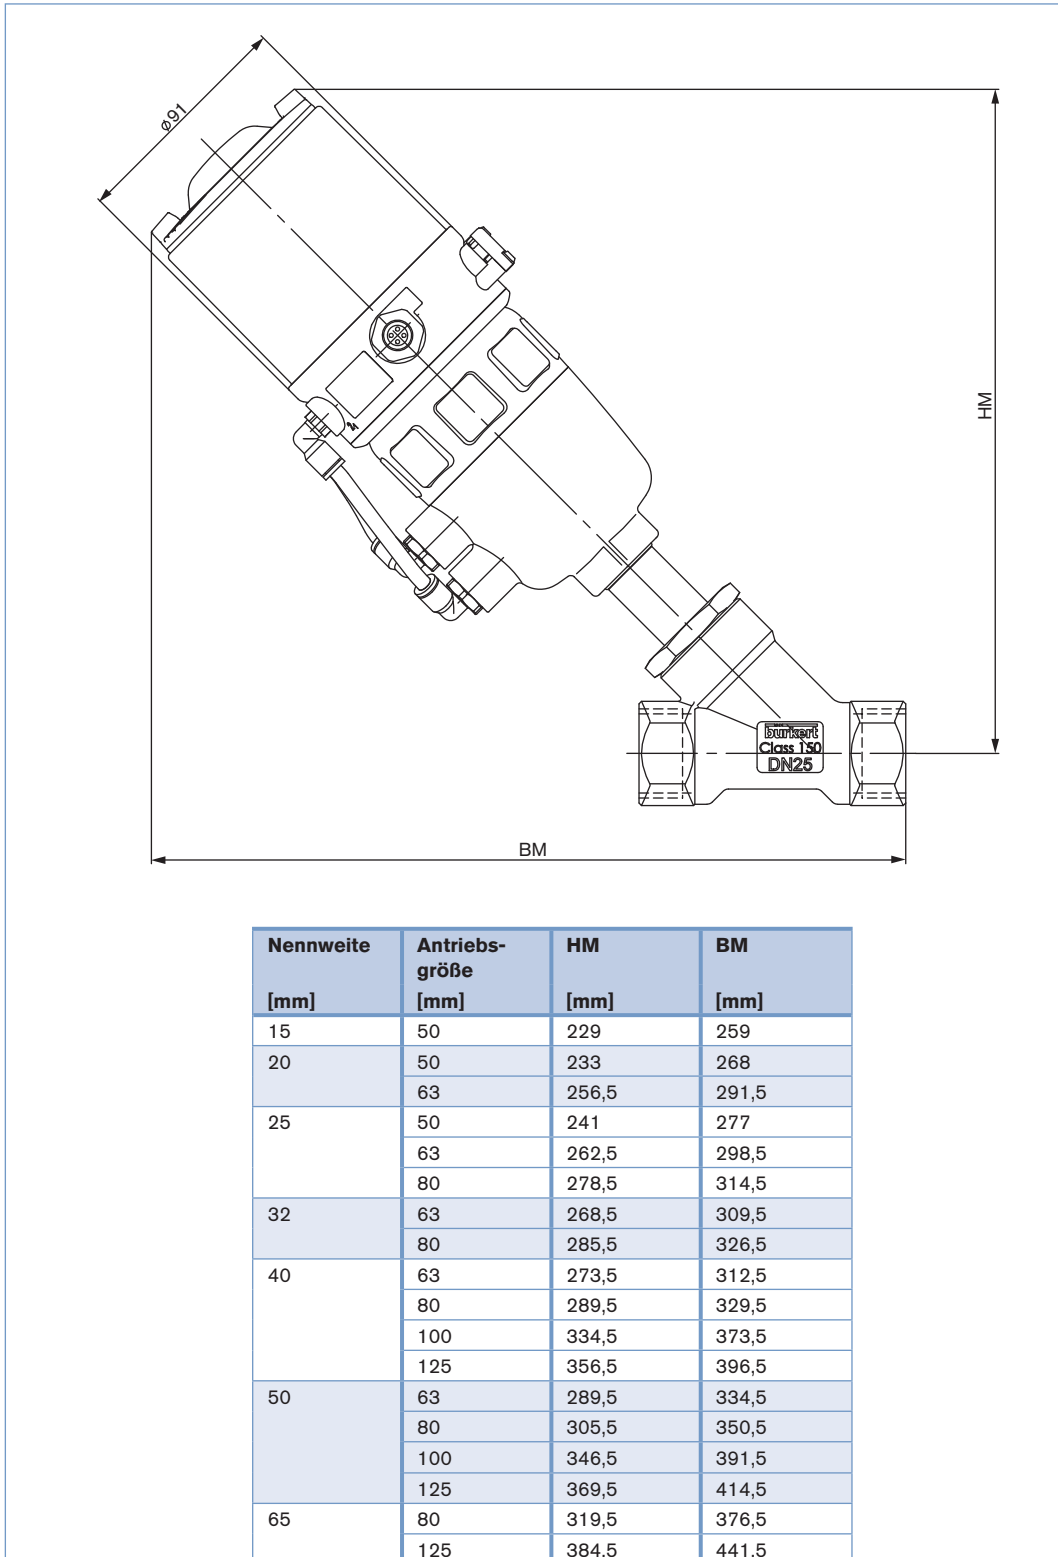 ø91
HM
burkert
Class 150
DN25
BM
Nennweite Antriebs- HM BM
größe
[mm] [mm] [mm] [mm]
15 50 229 259
20 50 233 268
63 256,5 291,5
25 50 241 277
63 262,5 298,5
80 278,5 314,5
32 63 268,5 309,5
80 285,5 326,5
40 63 273,5 312,5
80 289,5 329,5
100 334,5 373,5
125 356,5 396,5
50 63 289,5 334,5
80 305,5 350,5
100 346,5 391,5
125 369,5 414,5
65 80 319,5 376,5
125 384,5 441,5